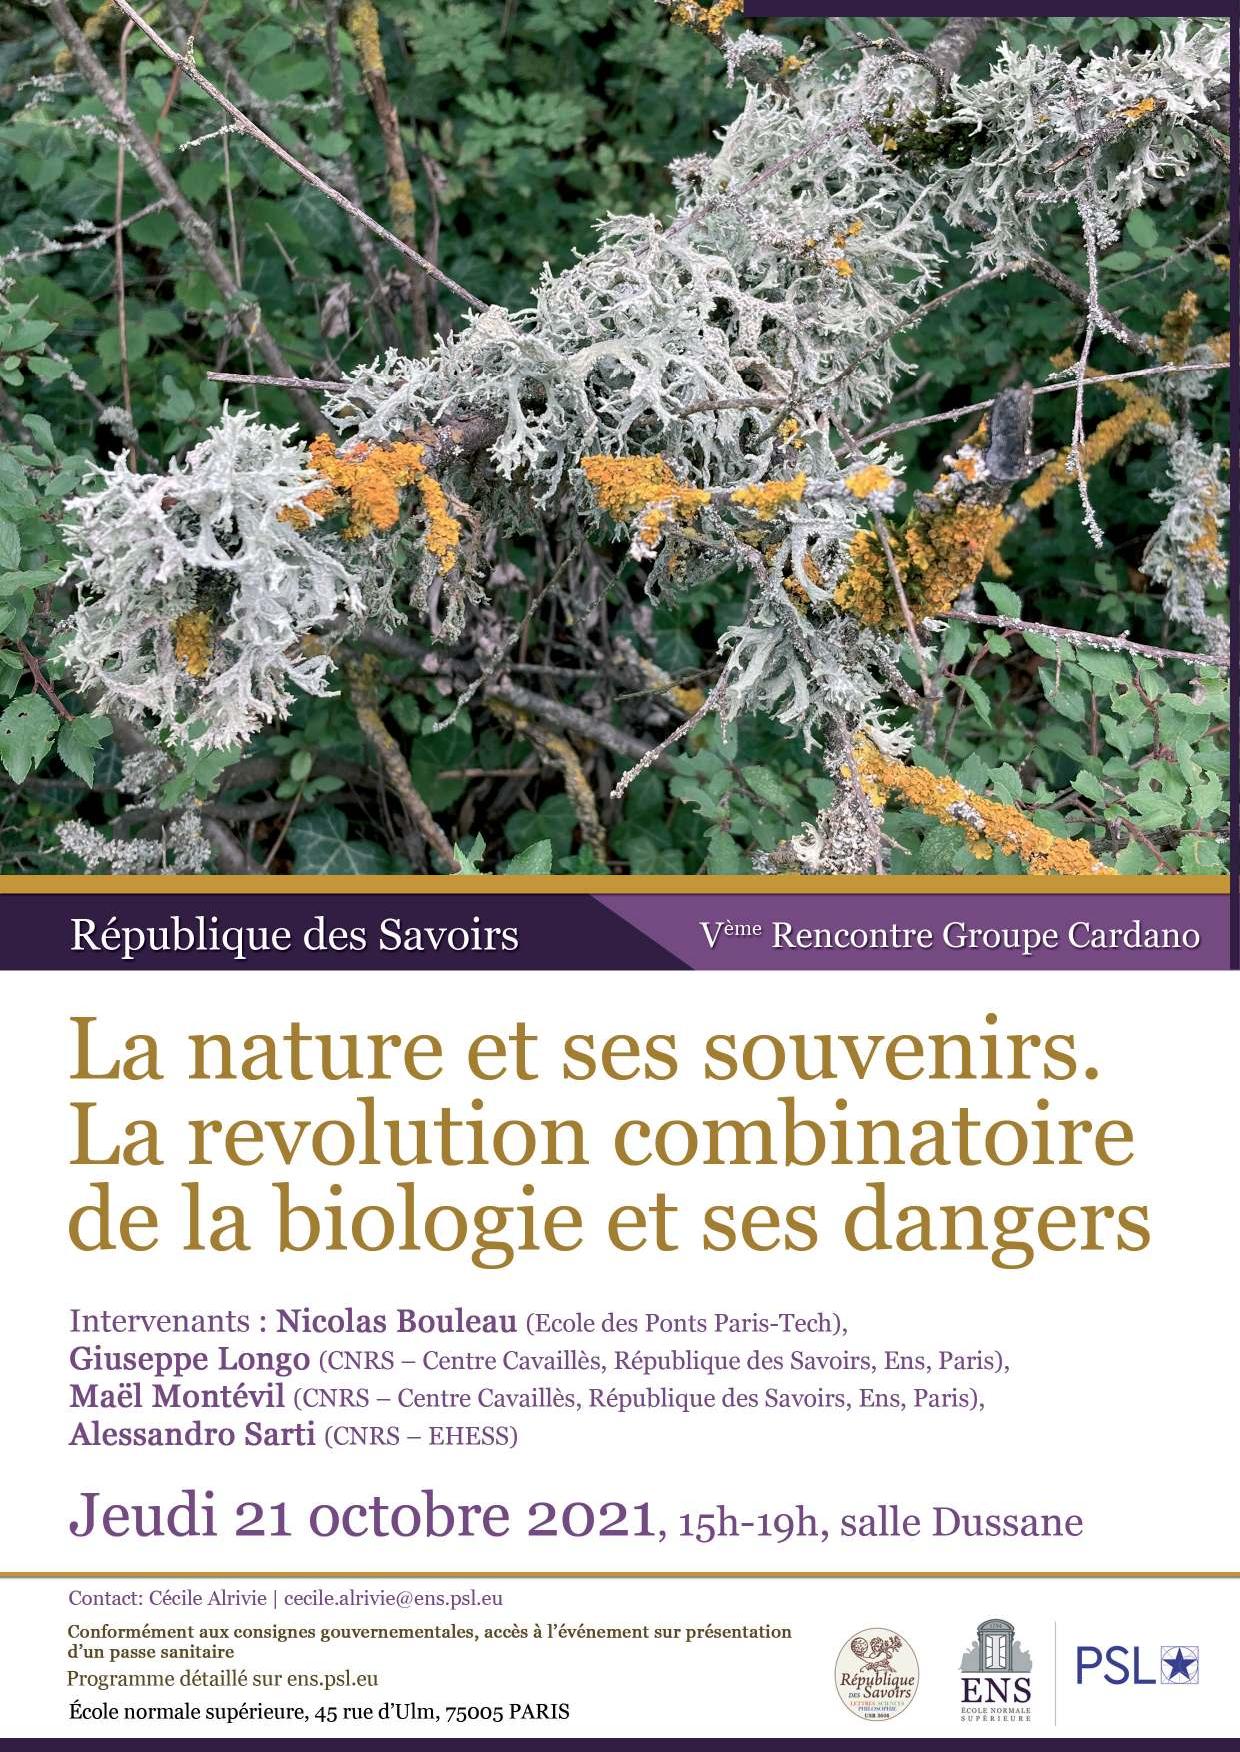 République des Savoirs
Vème Rencontre Groupe Cardano
La nature et ses souvenirs.
La revolution combinatoire
de la biologie et ses dangers
Intervenants : Nicolas Bouleau (Ecole des Ponts Paris-Tech),
Giuseppe Longo (CNRS – Centre Cavaillès, République des Savoirs, Ens, Paris),
Maël Montévil (CNRS – Centre Cavaillès, République des Savoirs, Ens, Paris),
Alessandro Sarti (CNRS – EHESS)
Jeudi 21 octobre 2021, 15h-19h, salle Dussane
Contact: Cécile Alrivie | cecile.alrivie@ens.psl.eu
Conformément aux consignes gouvernementales, accès à l'événement sur présentation
d'un passe sanitaire
Programme détaillé sur ens.psl.eu
École normale supérieure, 45 rue d'Ulm, 75005 PARIS
République
DES Savoirs
LETTRES SCIENCES
PHILOSOPHIE
USR 3608
ENS
ÉCOLE NORMALE
SUPÉRIEURE
PSL